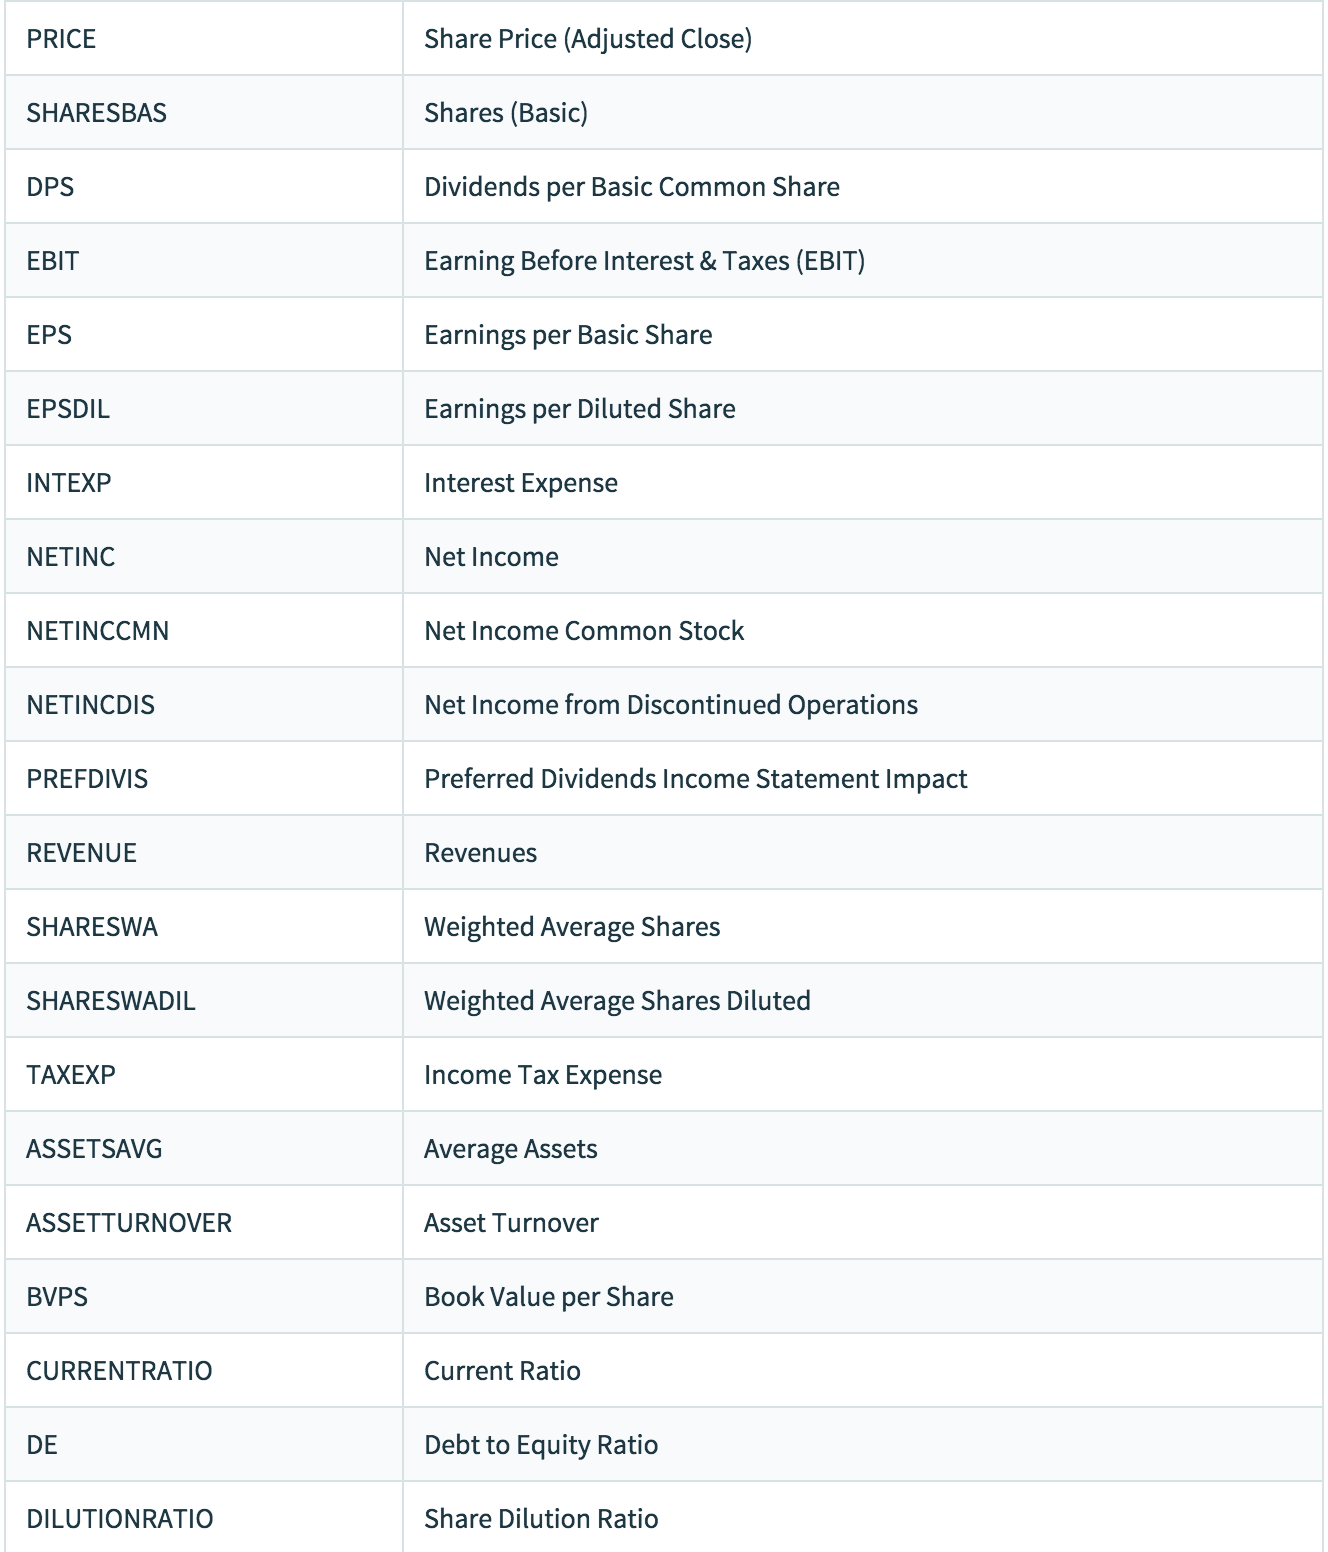 PRICE Share Price (Adjusted Close)
SHARESBAS Shares (Basic)
DPS Dividends per Basic Common Share
EBIT Earning Before Interest & Taxes (EBIT)
EPS Earnings per Basic Share
EPSDIL Earnings per Diluted Share
INTEXP Interest Expense
NETINC Net Income
NETINCCMN Net Income Common Stock
NETINCDIS Net Income from Discontinued Operations
PREFDIVIS Preferred Dividends Income Statement Impact
REVENUE Revenues
SHARESWA Weighted Average Shares
SHARESWADIL Weighted Average Shares Diluted
TAXEXP Income Tax Expense
ASSETSAVG Average Assets
ASSETTURNOVER Asset Turnover
BVPS Book Value per Share
CURRENTRATIO Current Ratio
DE Debt to Equity Ratio
DILUTIONRATIO Share Dilution Ratio